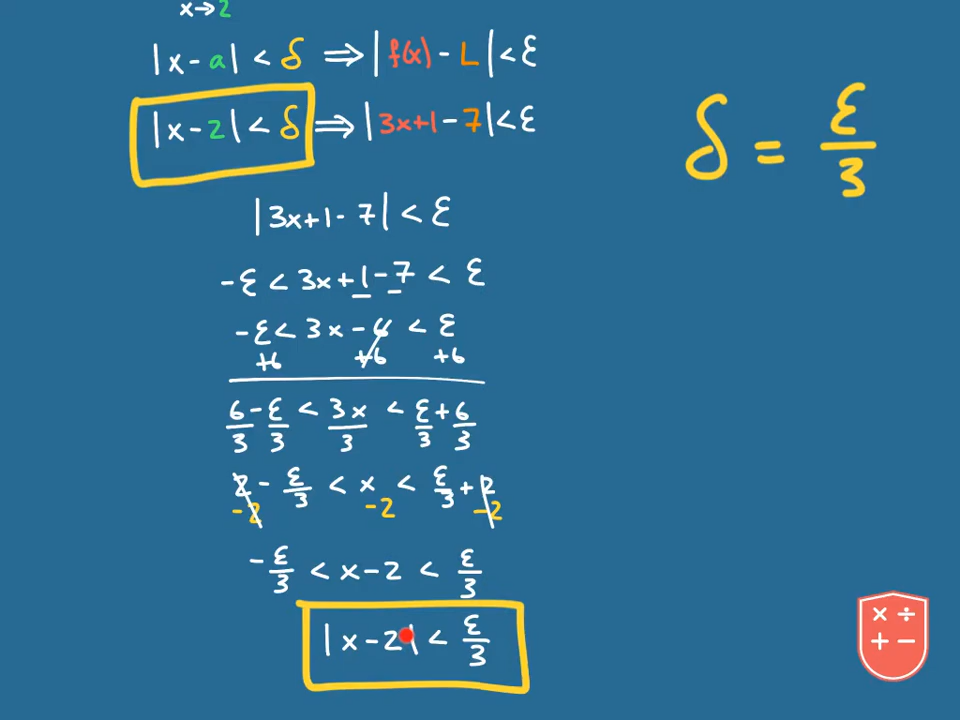 x→2
|x-a| < δ ⇒ |f(x) - L| < ε
|x-2| < δ ⇒ |3x+1-7| < ε
δ = ε/3
|3x+1-7| < ε
-ε < 3x+1-7 < ε
-ε < 3x-6 < ε
+6 +6 +6
6/3 - ε/3 < 3x/3 < ε/3 + 6/3
2 - ε/3 < x < ε/3 + 2
-2 -2 -2
-ε/3 < x-2 < ε/3
|x-2| < ε/3
× ÷
+ −